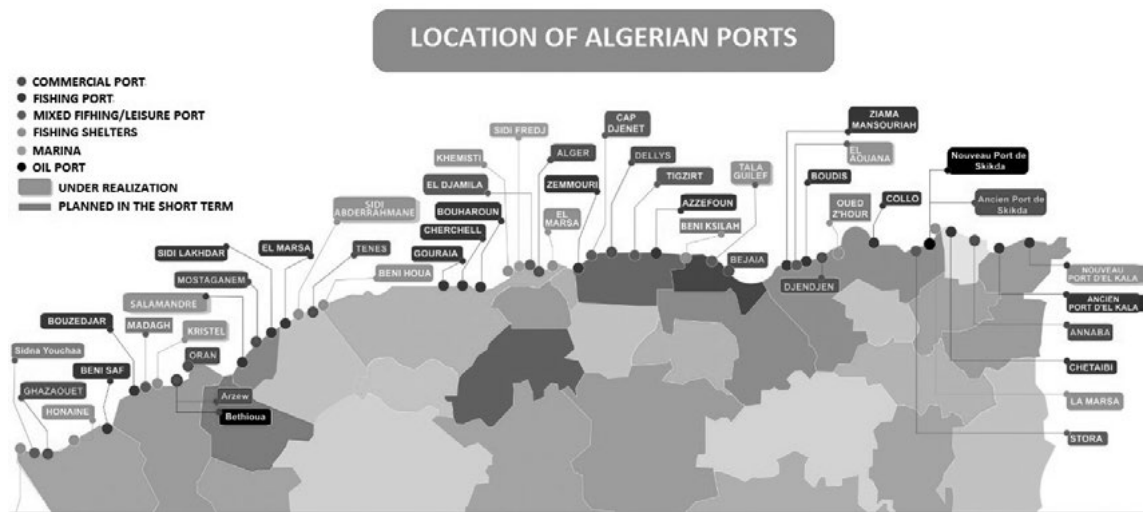 LOCATION OF ALGERIAN PORTS
COMMERCIAL PORT
FISHING PORT
MIXED FIFHING/LEISURE PORT
FISHING SHELTERS
MARINA
OIL PORT
UNDER REALIZATION
PLANNED IN THE SHORT TERM
Sidna Youchaa
GHAZAOUET
HONAINE
BENI SAF
BOUZEDJAR
MADAGH
KRISTEL
ORAN
Arzew
Bethioua
SALAMANDRE
MOSTAGANEM
SIDI LAKHDAR
EL MARSA
SIDI
ABDERRAHMANE
TENES
BENI HOUA
GOURAIA
CHERCHELL
BOUHAROUN
EL DJAMILA
KHEMISTI
SIDI FREDJ
ALGER
EL
MARSA
ZEMMOURI
CAP
DJENET
DELLYS
TIGZIRT
AZZEFOUN
BENI KSILAH
TALA
GUILEF
BEJAIA
ZIAMA
MANSOURIAH
EL
AOUANA
BOUDIS
DJENDJEN
OUED
Z'HOUR
COLLO
Nouveau Port de
Skikda
Ancien Port de
Skikda
NOUVEAU
PORT D'EL KALA
ANCIEN
PORT D'EL KALA
ANNABA
CHETAIBI
LA MARSA
STORA